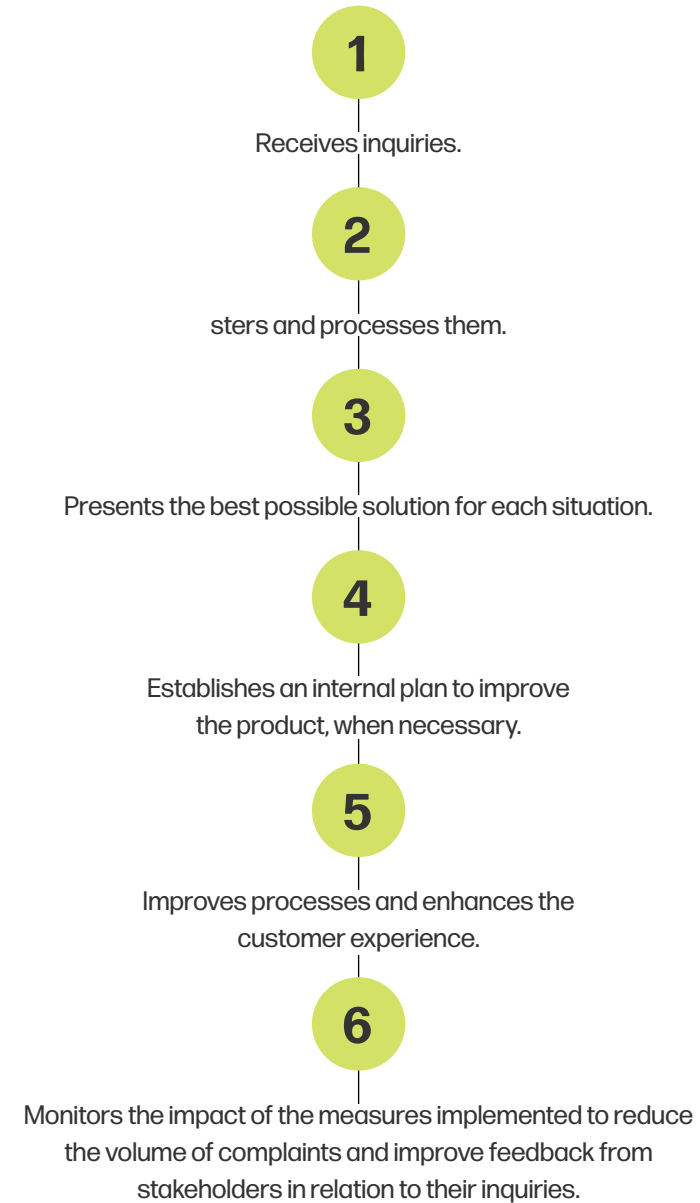 1
Receives inquiries.
2
sters and processes them.
3
Presents the best possible solution for each situation.
4
Establishes an internal plan to improve
the product, when necessary.
5
Improves processes and enhances the
customer experience.
6
Monitors the impact of the measures implemented to reduce
the volume of complaints and improve feedback from
stakeholders in relation to their inquiries.